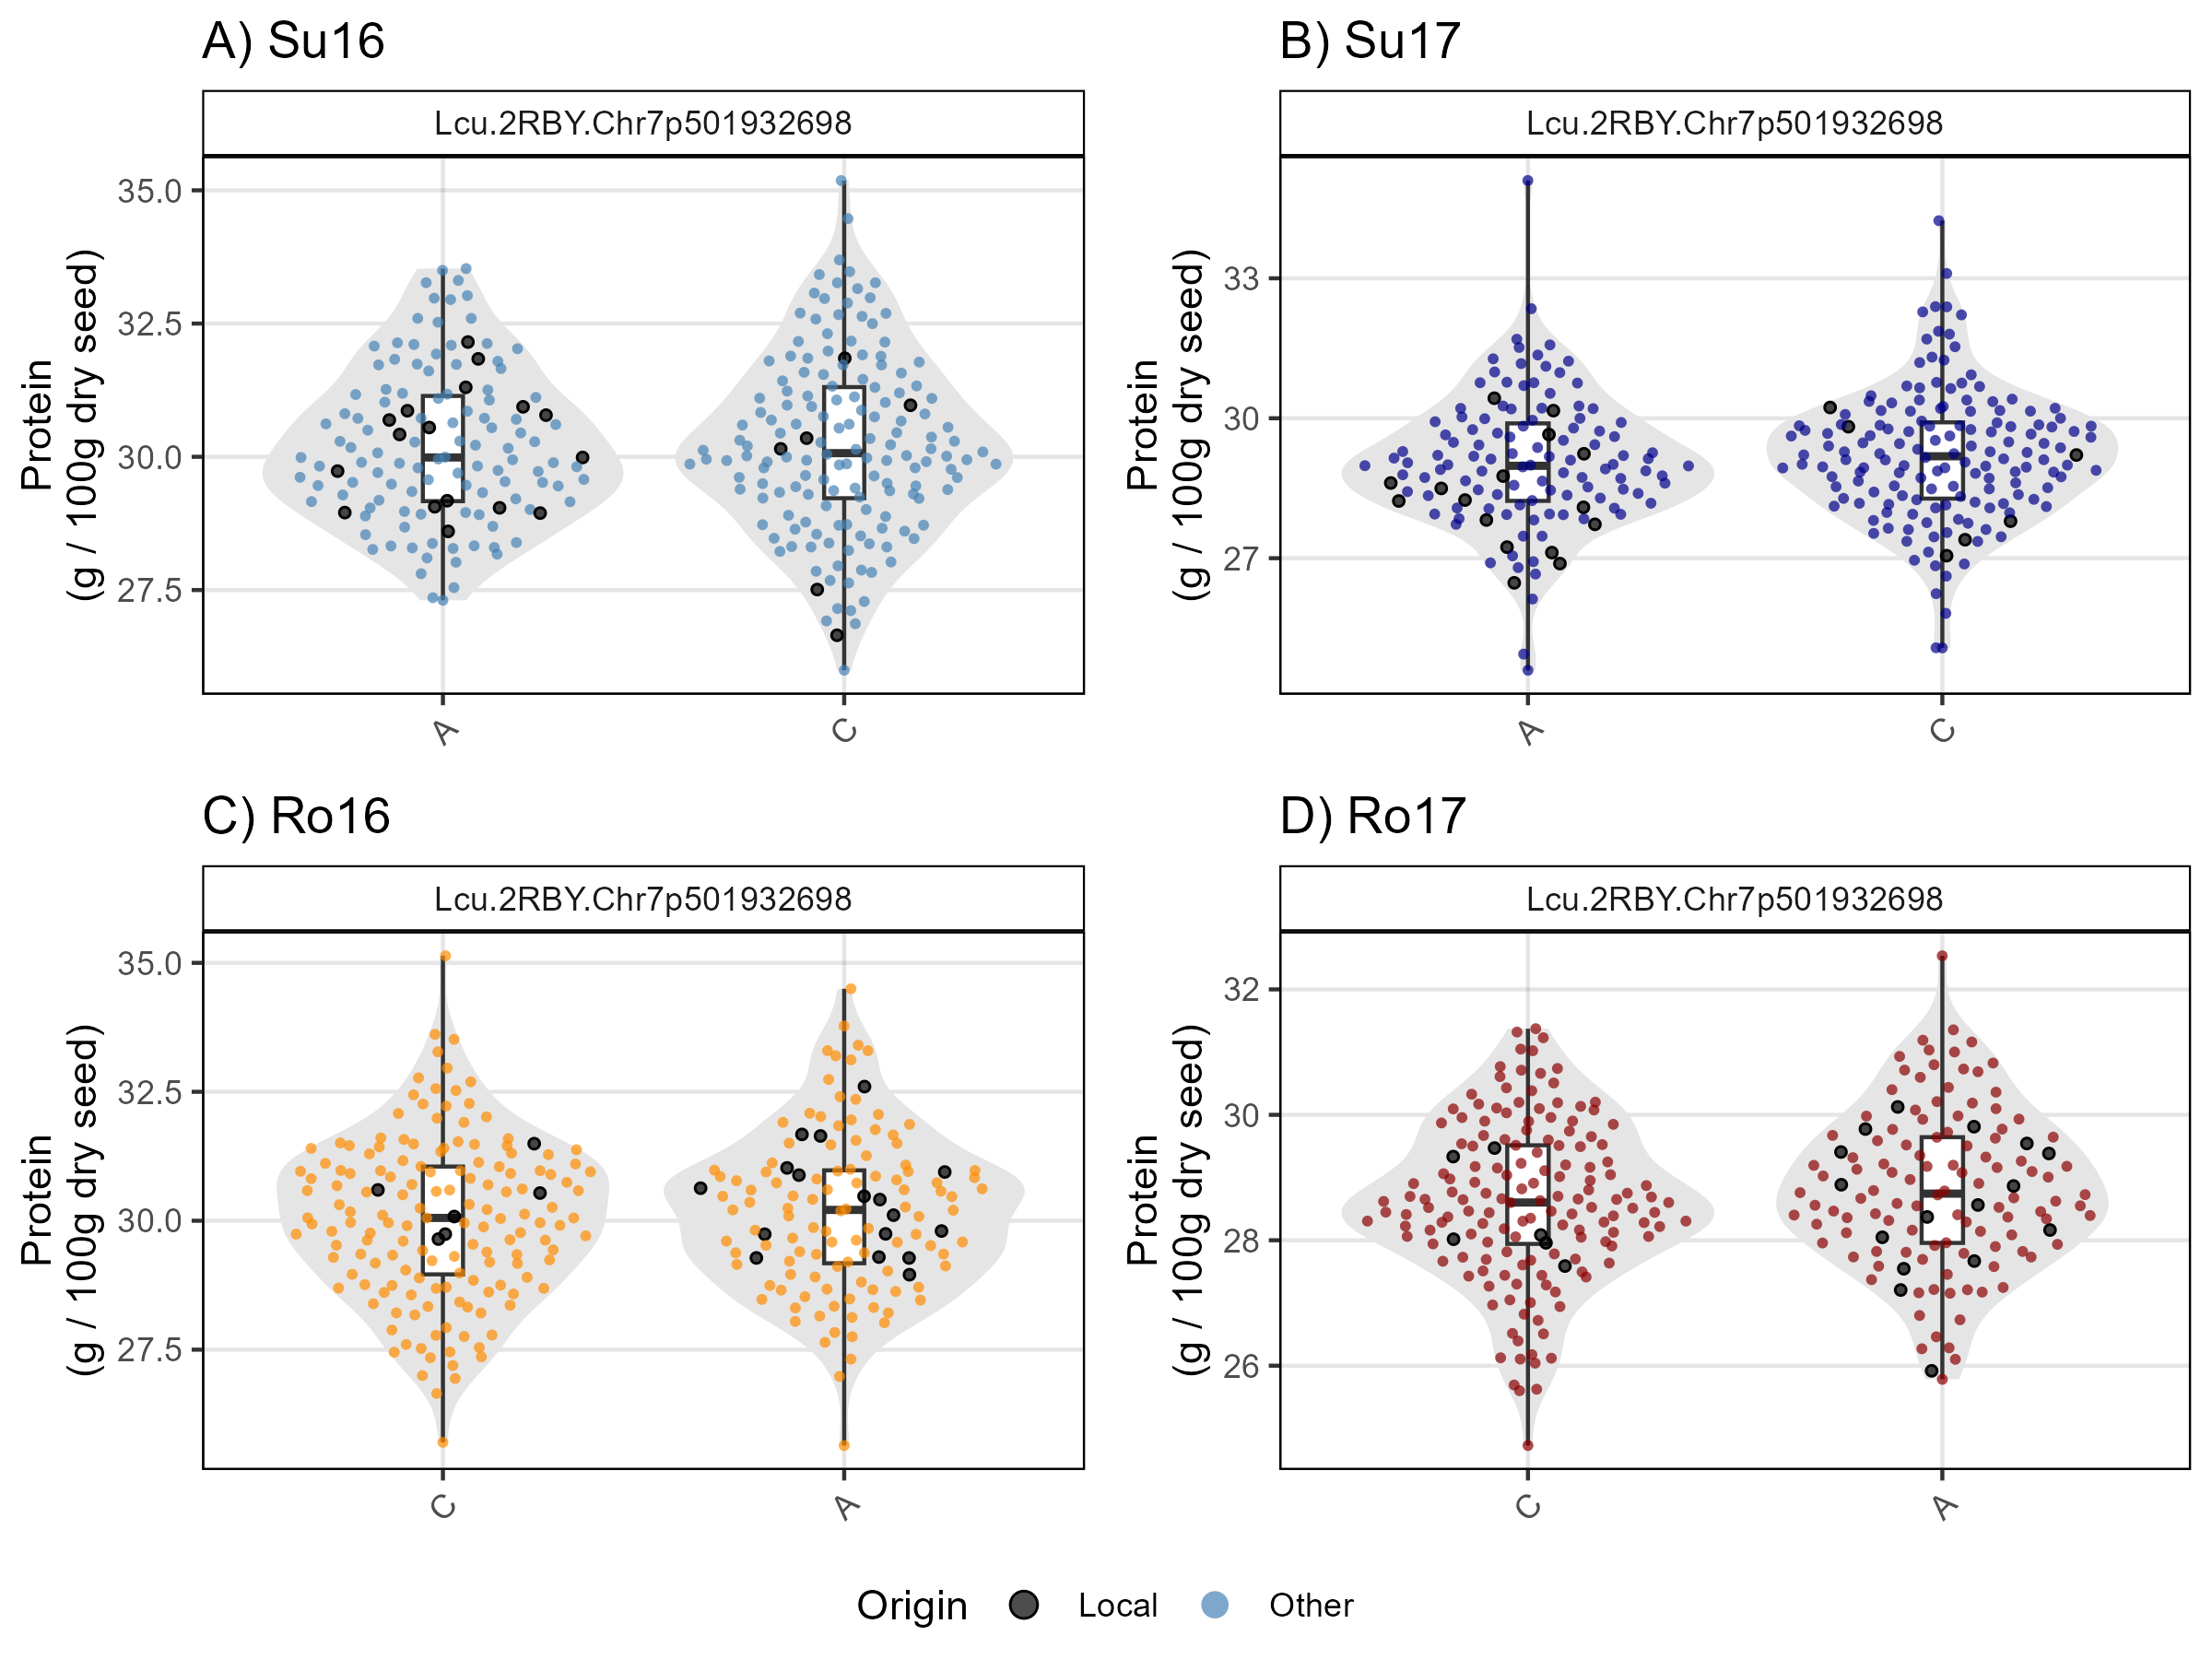 A) Su16
Lcu.2RBY.Chr7p501932698
Protein
(g / 100g dry seed)
35.0
32.5
30.0
27.5
A
C
B) Su17
Lcu.2RBY.Chr7p501932698
Protein
(g / 100g dry seed)
33
30
27
A
C
C) Ro16
Lcu.2RBY.Chr7p501932698
Protein
(g / 100g dry seed)
35.0
32.5
30.0
27.5
C
A
D) Ro17
Lcu.2RBY.Chr7p501932698
Protein
(g / 100g dry seed)
32
30
28
26
C
A
Origin Local Other